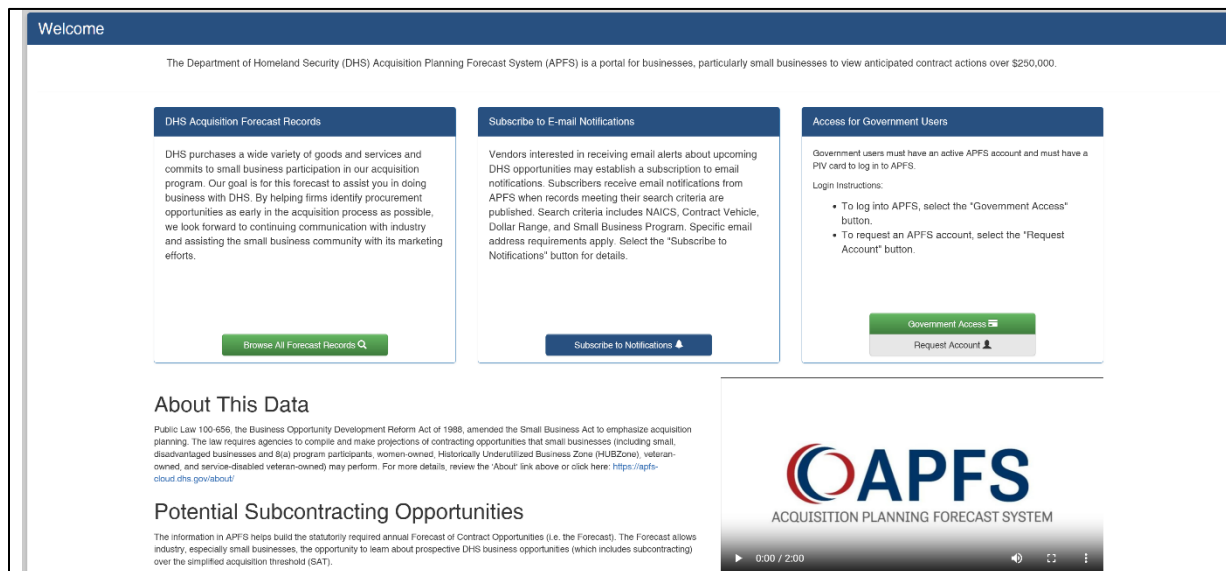 Welcome
The Department of Homeland Security (DHS) Acquisition Planning Forecast System (APFS) is a portal for businesses, particularly small businesses to view anticipated contract actions over $250,000.
DHS Acquisition Forecast Records
DHS purchases a wide variety of goods and services and
commits to small business participation in our acquisition
program. Our goal is for this forecast to assist you in doing
business with DHS. By helping firms identify procurement
opportunities as early in the acquisition process as possible,
we look forward to continuing communication with industry
and assisting the small business community with its marketing
efforts.
Browse All Forecast Records
Subscribe to E-mail Notifications
Vendors interested in receiving email alerts about upcoming
DHS opportunities may establish a subscription to email
notifications. Subscribers receive email notifications from
APFS when records meeting their search criteria are
published. Search criteria includes NAICS, Contract Vehicle,
Dollar Range, and Small Business Program. Specific email
address requirements apply. Select the "Subscribe to
Notifications" button for details.
Subscribe to Notifications
Access for Government Users
Government users must have an active APFS account and must have a
PIV card to log in to APFS.
Login Instructions:
• To log into APFS, select the "Government Access"
button.
• To request an APFS account, select the "Request
Account" button.
Government Access
Request Account
About This Data
Public Law 100-656, the Business Opportunity Development Reform Act of 1988, amended the Small Business Act to emphasize acquisition
planning. The law requires agencies to compile and make projections of contracting opportunities that small businesses (including small,
disadvantaged businesses and 8(a) program participants, women-owned, Historically Underutilized Business Zone (HUBZone), veteran-
owned, and service-disabled veteran-owned) may perform. For more details, review the 'About' link above or click here: https://apfs-
cloud.dhs.gov/about/
Potential Subcontracting Opportunities
The information in APFS helps build the statutorily required annual Forecast of Contract Opportunities (i.e. the Forecast). The Forecast allows
industry, especially small businesses, the opportunity to learn about prospective DHS business opportunities (which includes subcontracting)
over the simplified acquisition threshold (SAT).
APFS
ACQUISITION PLANNING FORECAST SYSTEM
0:00 / 2:00